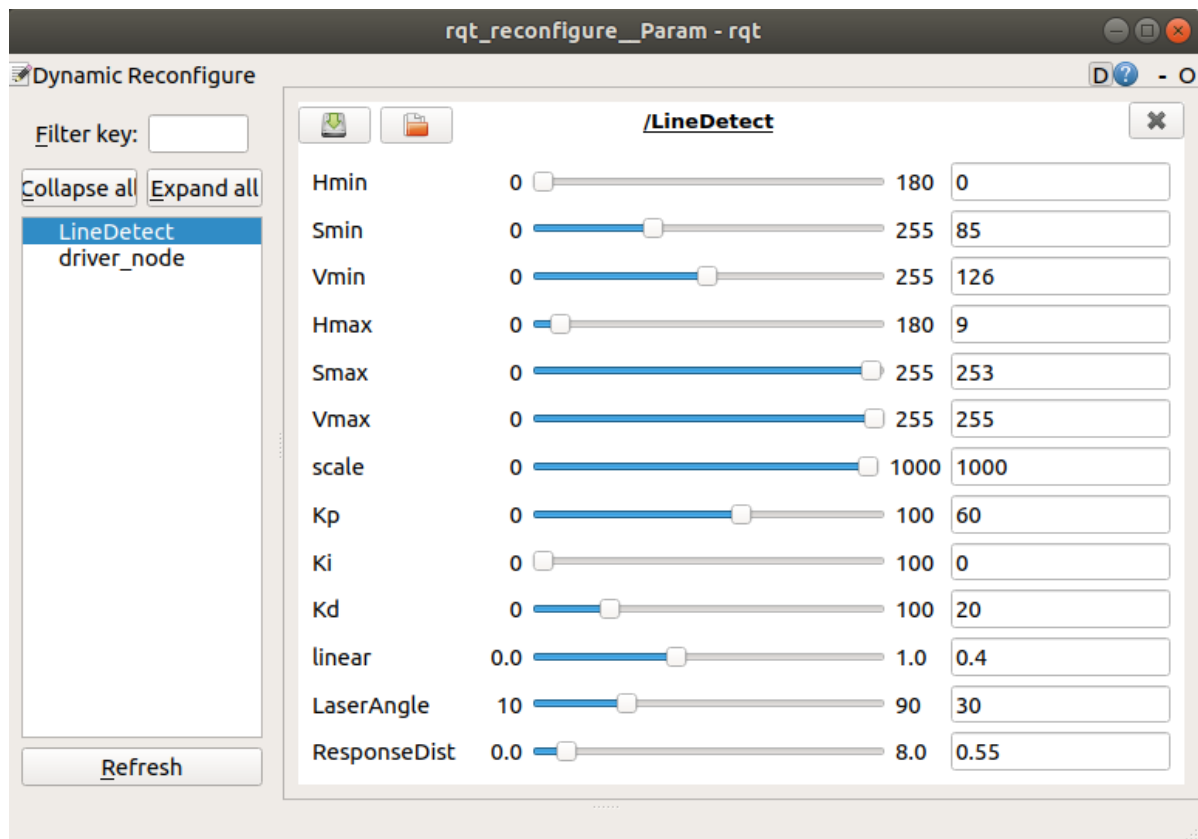 rqt_reconfigure__Param - rqt
Dynamic Reconfigure D ? - O
Filter key:
Collapse all Expand all
LineDetect
driver_node
Refresh
/LineDetect
Hmin 0 180 0
Smin 0 255 85
Vmin 0 255 126
Hmax 0 180 9
Smax 0 255 253
Vmax 0 255 255
scale 0 1000 1000
Kp 0 100 60
Ki 0 100 0
Kd 0 100 20
linear 0.0 1.0 0.4
LaserAngle 10 90 30
ResponseDist 0.0 8.0 0.55